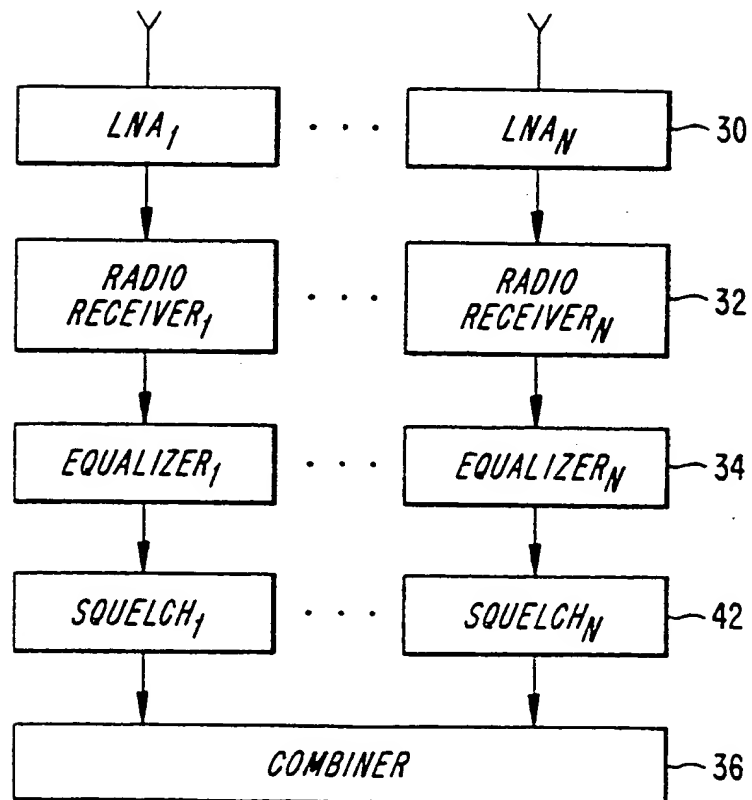 LNA1 . . . LNAN 30
RADIO RECEIVER1 . . . RADIO RECEIVERN 32
EQUALIZER1 . . . EQUALIZERN 34
SQUELCH1 . . . SQUELCHN 42
COMBINER 36